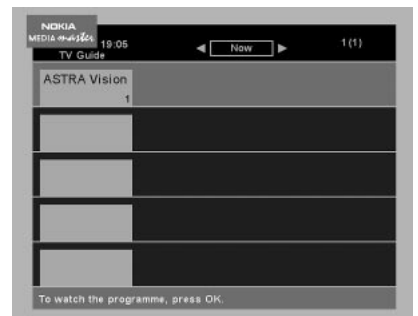 NOKIA
MEDIA master
19:05
TV Guide
◀ Now ▶
1(1)
ASTRA Vision
1
To watch the programme, press OK.